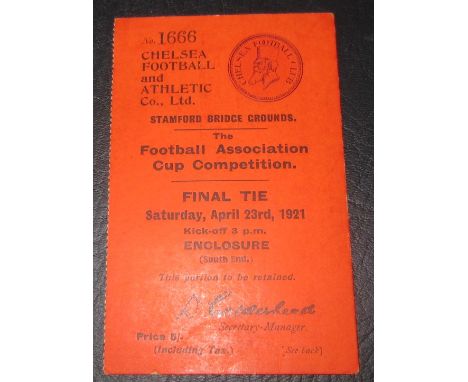 No. 1666
CHELSEA
FOOTBALL
and
ATHLETIC
Co., Ltd.
CHELSEA FOOTBALL CLUB
STAMFORD BRIDGE GROUNDS.
The
Football Association
Cup Competition.
FINAL TIE
Saturday, April 23rd, 1921
Kick-off 3 p.m.
ENCLOSURE
(South End.)
This portion to be retained.
Secretary-Manager.
Price 5/-
(Including Tax.)
[See back]